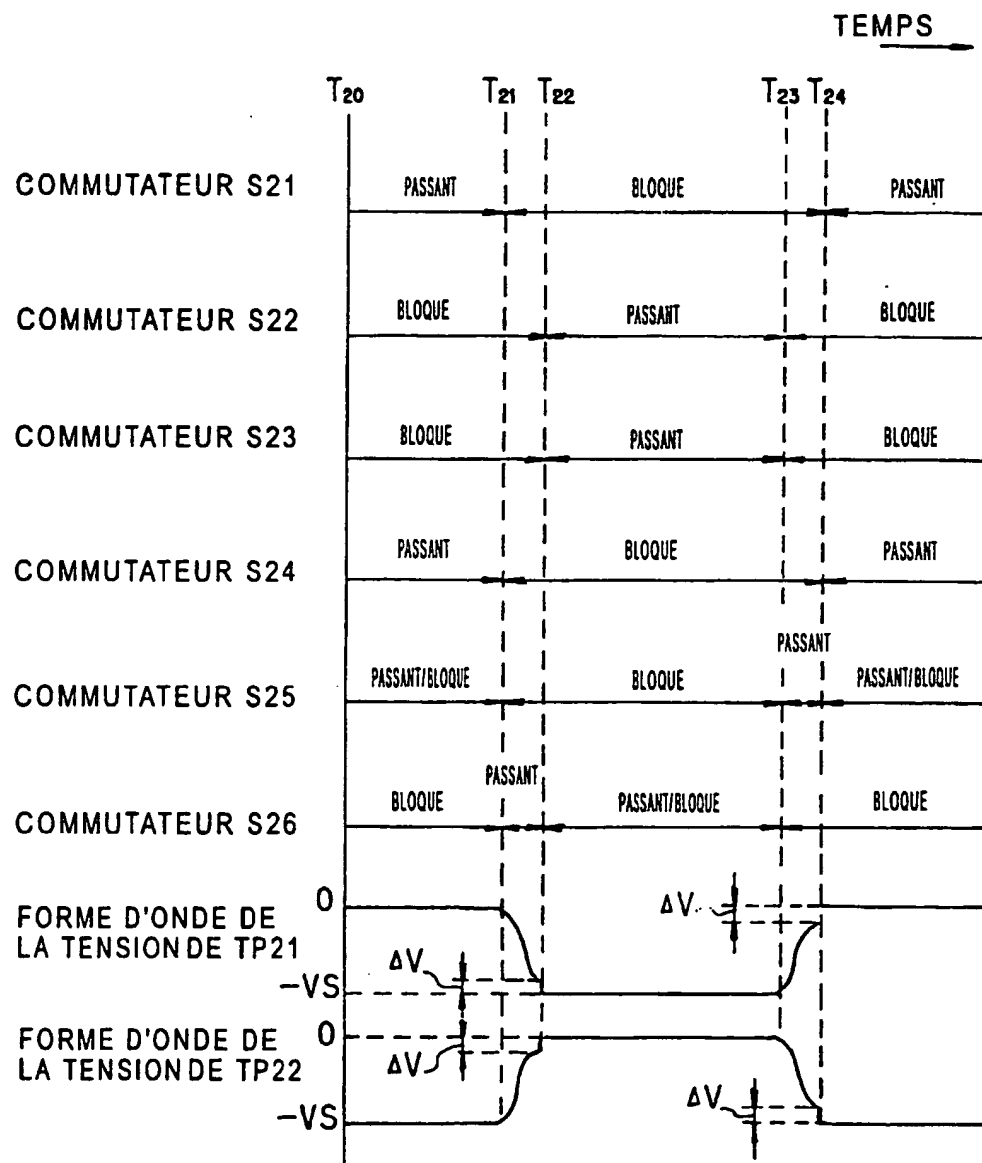 TEMPS
T20 T21 T22 T23 T24
COMMUTATEUR S21 PASSANT BLOQUE PASSANT
COMMUTATEUR S22 BLOQUE PASSANT BLOQUE
COMMUTATEUR S23 BLOQUE PASSANT BLOQUE
COMMUTATEUR S24 PASSANT BLOQUE PASSANT
PASSANT
COMMUTATEUR S25 PASSANT/BLOQUE BLOQUE PASSANT/BLOQUE
PASSANT
COMMUTATEUR S26 BLOQUE PASSANT/BLOQUE BLOQUE
0 ΔV
FORME D'ONDE DE
LA TENSION DE TP21
ΔV
-VS
0
FORME D'ONDE DE
LA TENSION DE TP22
ΔV
ΔV
-VS